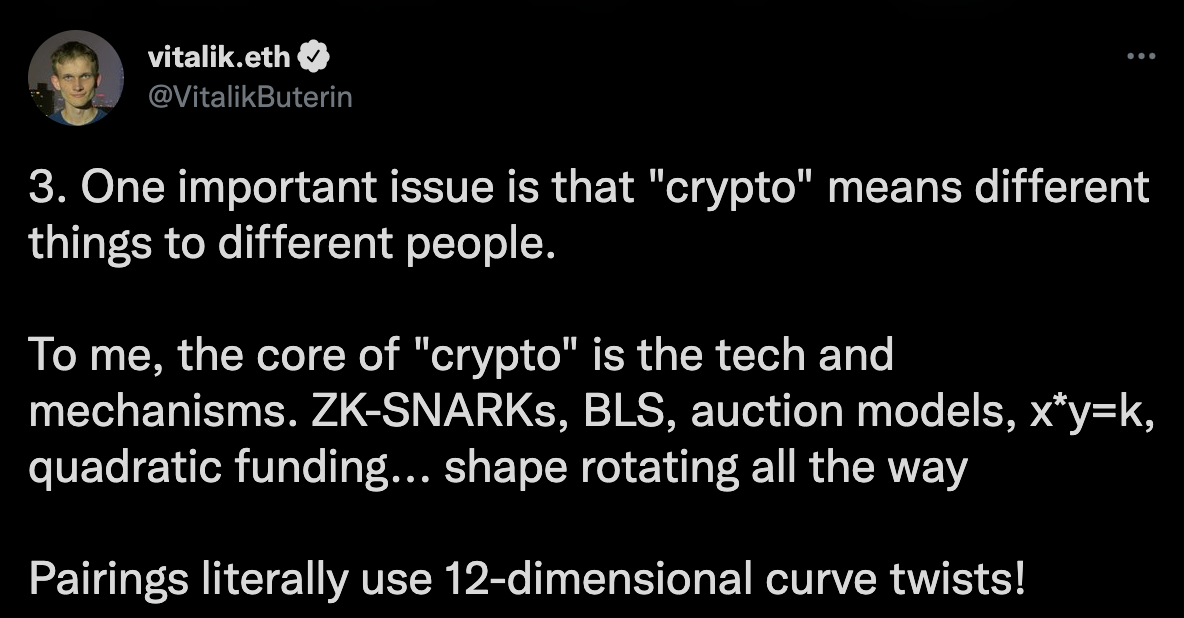 vitalik.eth
@VitalikButerin
3. One important issue is that "crypto" means different
things to different people.
To me, the core of "crypto" is the tech and
mechanisms. ZK-SNARKs, BLS, auction models, x*y=k,
quadratic funding... shape rotating all the way
Pairings literally use 12-dimensional curve twists!